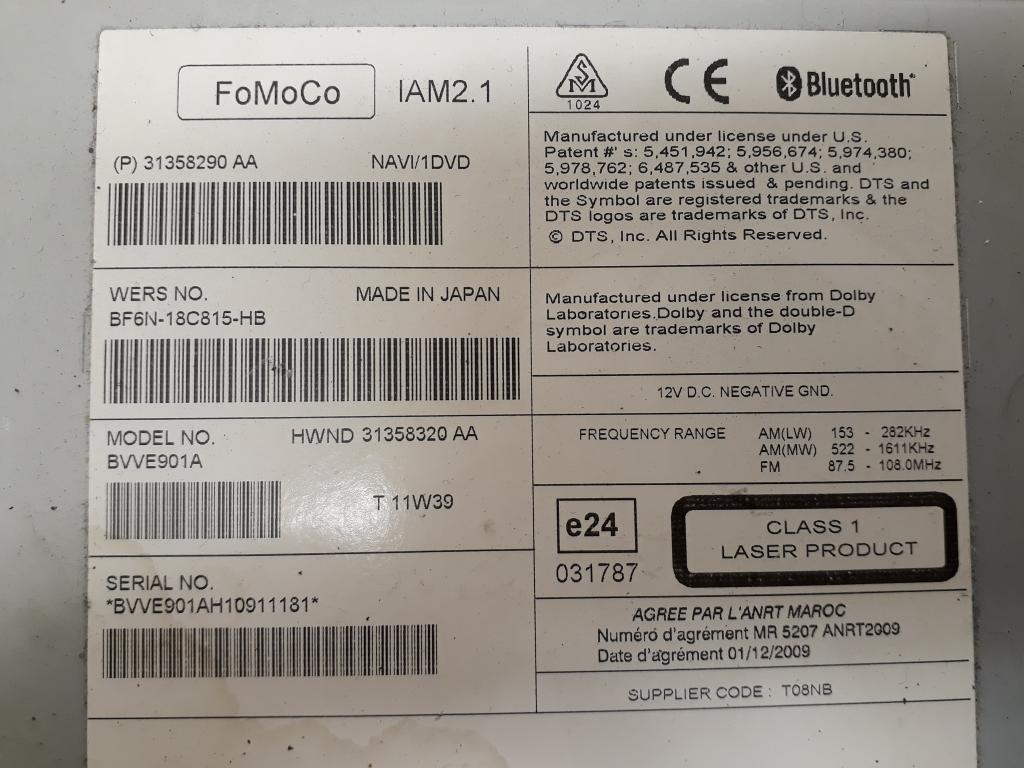 FoMoCo IAM2.1
(P) 31358290 AA NAVI/1DVD
WERS NO. MADE IN JAPAN
BF6N-18C815-HB
MODEL NO. HWND 31358320 AA
BVVE901A
T 11W39
SERIAL NO.
*BVVE901AH10911181*
SM
1024
CE
Bluetooth®
Manufactured under license under U.S.
Patent #' s: 5,451,942; 5,956,674; 5,974,380;
5,978,762; 6,487,535 & other U.S. and
worldwide patents issued & pending. DTS and
the Symbol are registered trademarks & the
DTS logos are trademarks of DTS, Inc.
© DTS, Inc. All Rights Reserved.
Manufactured under license from Dolby
Laboratories.Dolby and the double-D
symbol are trademarks of Dolby
Laboratories.
12V D.C. NEGATIVE GND.
FREQUENCY RANGE AM(LW) 153 - 282KHz
AM(MW) 522 - 1611KHz
FM 87.5 - 108.0MHz
e24
031787
CLASS 1
LASER PRODUCT
AGREE PAR L'ANRT MAROC
Numéro d'agrément MR 5207 ANRT2009
Date d'agrément 01/12/2009
SUPPLIER CODE : T08NB